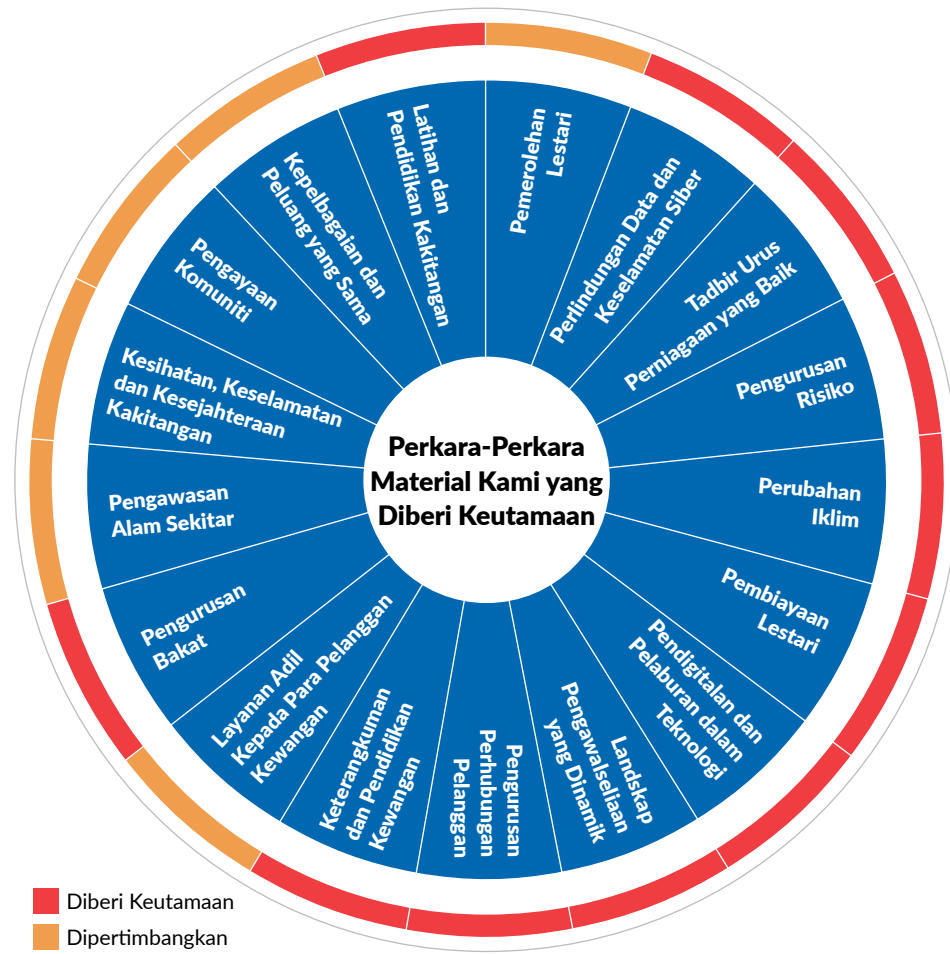 Perkara-Perkara
Material Kami yang
Diberi Keutamaan
Pemerolehan
Lestari
Perlindungan Data dan
Keselamatan Siber
Tadbir Urus
Perniagaan yang Baik
Pengurusan
Risiko
Perubahan
Iklim
Pembiayaan
Lestari
Pendigitalan dan
Pelaburan dalam
Teknologi
Landskap
Pengawalseliaan
yang Dinamik
Pengurusan
Perhubungan
Pelanggan
Keterangkuman
dan Pendidikan
Kewangan
Layanan Adil
Kepada Para Pelanggan
Kewangan
Pengurusan
Bakat
Pengawasan
Alam Sekitar
Kesihatan, Keselamatan
dan Kesejahteraan
Kakitangan
Pengayaan
Komuniti
Kepelbagaian dan
Peluang yang Sama
Latihan dan
Pendidikan Kakitangan
Diberi Keutamaan
Dipertimbangkan